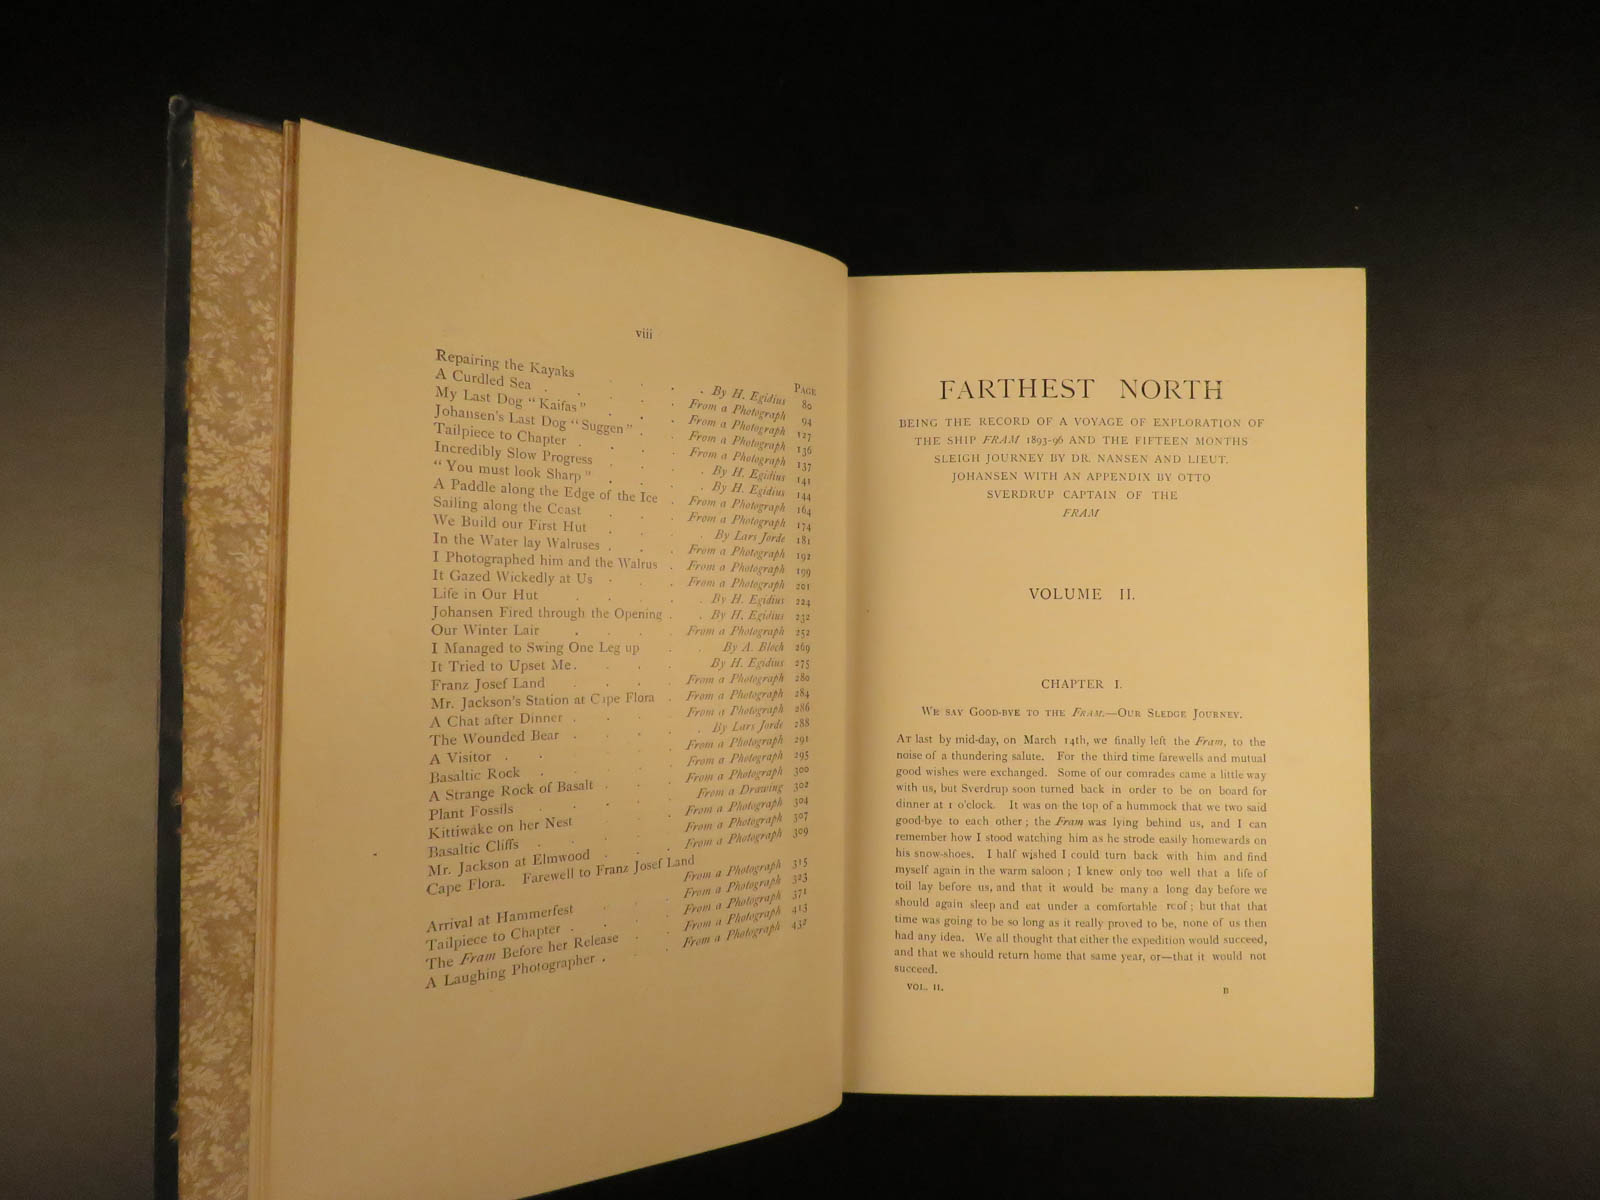 viii
PAGE
Repairing the Kayaks . . . . By H. Egidius 80
A Curdled Sea . . . . From a Photograph 94
My Last Dog "Kaifas" . . . From a Photograph 127
Johansen's Last Dog "Suggen" . . From a Photograph 136
Tailpiece to Chapter . . . From a Photograph 137
Incredibly Slow Progress . . . By H. Egidius 141
"You must look Sharp" . . . By H. Egidius 144
A Paddle along the Edge of the Ice . From a Photograph 164
Sailing along the Coast . . . From a Photograph 174
We Build our First Hut . . . By Lars Jorde 181
In the Water lay Walruses . . . From a Photograph 192
I Photographed him and the Walrus . From a Photograph 199
It Gazed Wickedly at Us . . . From a Photograph 201
Life in Our Hut . . . . By H. Egidius 224
Johansen Fired through the Opening . . By H. Egidius 232
Our Winter Lair . . . . From a Photograph 252
I Managed to Swing One Leg up . . By A. Bloch 269
It Tried to Upset Me . . . . By H. Egidius 275
Franz Josef Land . . . . From a Photograph 280
Mr. Jackson's Station at Cape Flora . From a Photograph 284
A Chat after Dinner . . . From a Photograph 286
The Wounded Bear . . . . By Lars Jorde 288
A Visitor . . . . From a Photograph 291
Basaltic Rock . . . . From a Photograph 295
A Strange Rock of Basalt . . . From a Photograph 300
Plant Fossils . . . . From a Drawing 302
Kittiwake on her Nest . . . From a Photograph 304
Basaltic Cliffs . . . . From a Photograph 307
Mr. Jackson at Elmwood . . . From a Photograph 309
Cape Flora. Farewell to Franz Josef Land
From a Photograph 315
Arrival at Hammerfest . . . From a Photograph 323
Tailpiece to Chapter . . . From a Photograph 371
The Fram Before her Release . . From a Photograph 413
A Laughing Photographer . . . From a Photograph 432
FARTHEST NORTH
BEING THE RECORD OF A VOYAGE OF EXPLORATION OF
THE SHIP FRAM 1893-96 AND THE FIFTEEN MONTHS
SLEIGH JOURNEY BY DR. NANSEN AND LIEUT.
JOHANSEN WITH AN APPENDIX BY OTTO
SVERDRUP CAPTAIN OF THE
FRAM
VOLUME II.
CHAPTER I.
WE SAY GOOD-BYE TO THE FRAM.—OUR SLEDGE JOURNEY.
AT last by mid-day, on March 14th, we finally left the Fram, to the
noise of a thundering salute. For the third time farewells and mutual
good wishes were exchanged. Some of our comrades came a little way
with us, but Sverdrup soon turned back in order to be on board for
dinner at 1 o'clock. It was on the top of a hummock that we two said
good-bye to each other; the Fram was lying behind us, and I can
remember how I stood watching him as he strode easily homewards on
his snow-shoes. I half wished I could turn back with him and find
myself again in the warm saloon; I knew only too well that a life of
toil lay before us, and that it would be many a long day before we
should again sleep and eat under a comfortable roof; but that that
time was going to be so long as it really proved to be, none of us then
had any idea. We all thought that either the expedition would succeed,
and that we should return home that same year, or—that it would not
succeed.
VOL. II. B